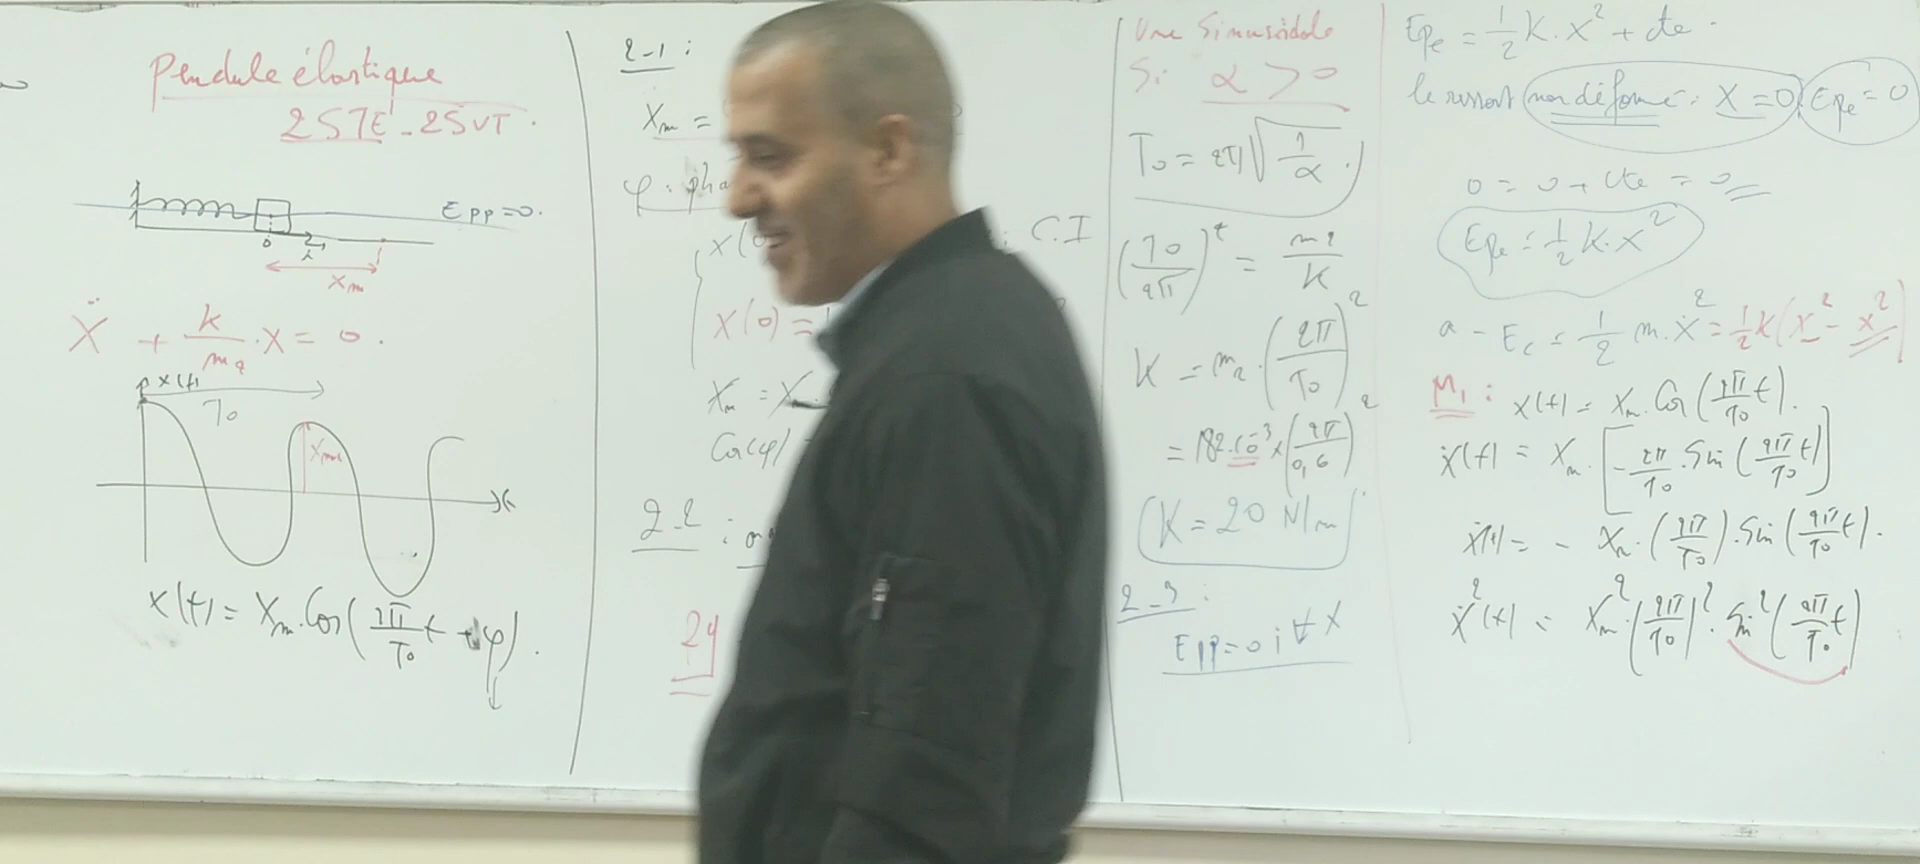 Pendule élastique
2STE - 2SVT.
Epp=0.
0
i
Xm
Ẍ + k/m2 . X = 0.
x(t)
T0
Xm
t
x(t) = Xm.Cos(2π/T0 t + φ).
2-1 :
Xm =
φ :
: C.I
x(0
x(0) =
Xm = X
Cos(φ)
2-2 :
Une Sinusoïdale
Si α > 0
T0 = 2π√(1/α).
(T0/2π)² = m2/K
K = m2.(2π/T0)²
= 182.10⁻³ x (2π/0,6)²
K = 20 N/m
2-3 :
Epp=0 ; ∀ X
Epe = 1/2 K.X² + cte.
le ressort non déformé : X = 0, Epe = 0
0 = 0 + cte = 0
Epe = 1/2 K.X²
a - Ec = 1/2 m.Ẋ² = 1/2 k(X² - X²)
M1 : x(t) = Xm.Cos(2π/T0 t).
ẋ(t) = Xm.[-2π/T0.Sin(2π/T0 t)]
ẋ(t) = - Xm.(2π/T0).Sin(2π/T0 t).
ẋ²(t) = Xm².(2π/T0)².Sin²(2π/T0 t)